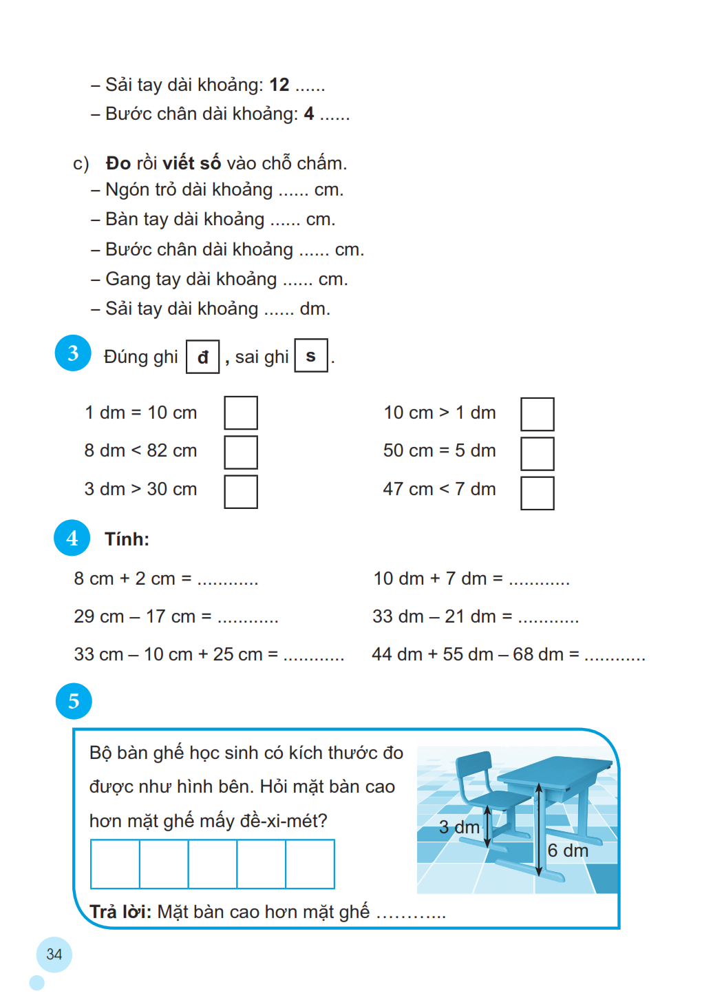 – Sải tay dài khoảng: 12 ......
– Bước chân dài khoảng: 4 ......
c) Đo rồi viết số vào chỗ chấm.
– Ngón trỏ dài khoảng ...... cm.
– Bàn tay dài khoảng ...... cm.
– Bước chân dài khoảng ...... cm.
– Gang tay dài khoảng ...... cm.
– Sải tay dài khoảng ...... dm.
3 Đúng ghi đ , sai ghi s .
1 dm = 10 cm
10 cm > 1 dm
8 dm < 82 cm
50 cm = 5 dm
3 dm > 30 cm
47 cm < 7 dm
4 Tính:
8 cm + 2 cm = ............
10 dm + 7 dm = ............
29 cm – 17 cm = ............
33 dm – 21 dm = ............
33 cm – 10 cm + 25 cm = ............
44 dm + 55 dm – 68 dm = ............
5
Bộ bàn ghế học sinh có kích thước đo
được như hình bên. Hỏi mặt bàn cao
hơn mặt ghế mấy đề-xi-mét?
3 dm
6 dm
Trả lời: Mặt bàn cao hơn mặt ghế ………...
34